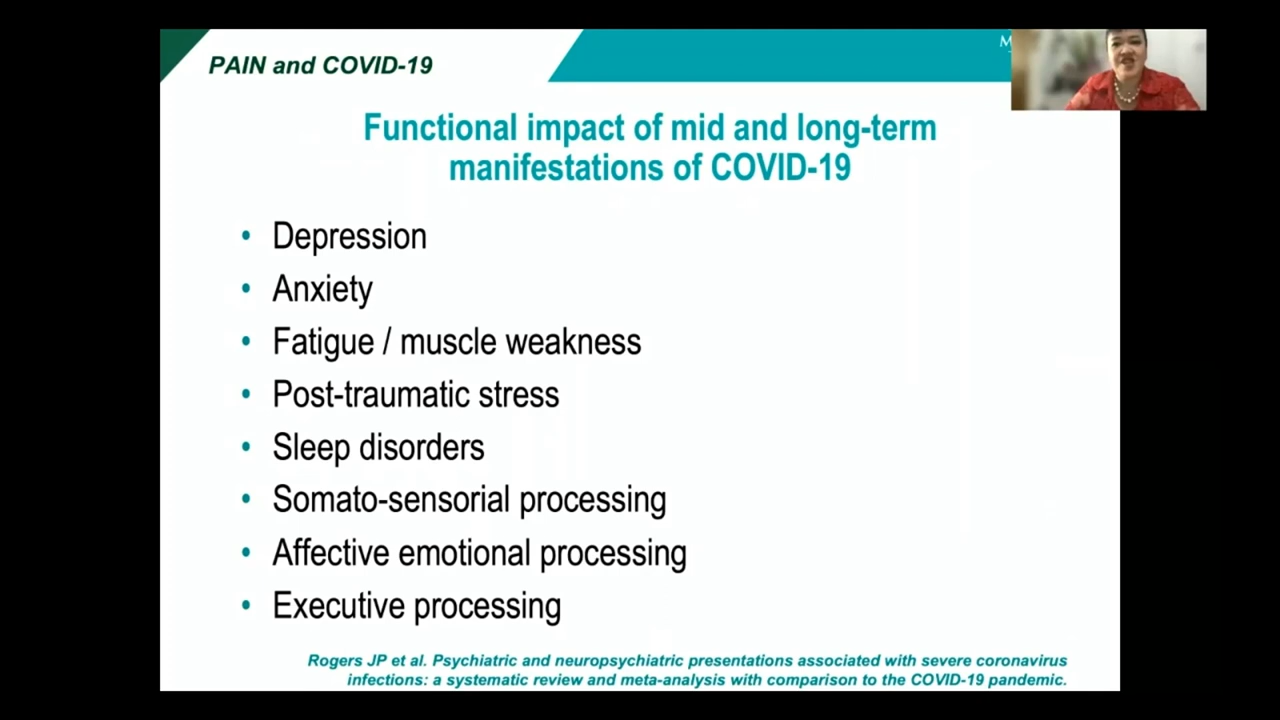 PAIN and COVID-19
M
Functional impact of mid and long-term
manifestations of COVID-19
• Depression
• Anxiety
• Fatigue / muscle weakness
• Post-traumatic stress
• Sleep disorders
• Somato-sensorial processing
• Affective emotional processing
• Executive processing
Rogers JP et al. Psychiatric and neuropsychiatric presentations associated with severe coronavirus
infections: a systematic review and meta-analysis with comparison to the COVID-19 pandemic.